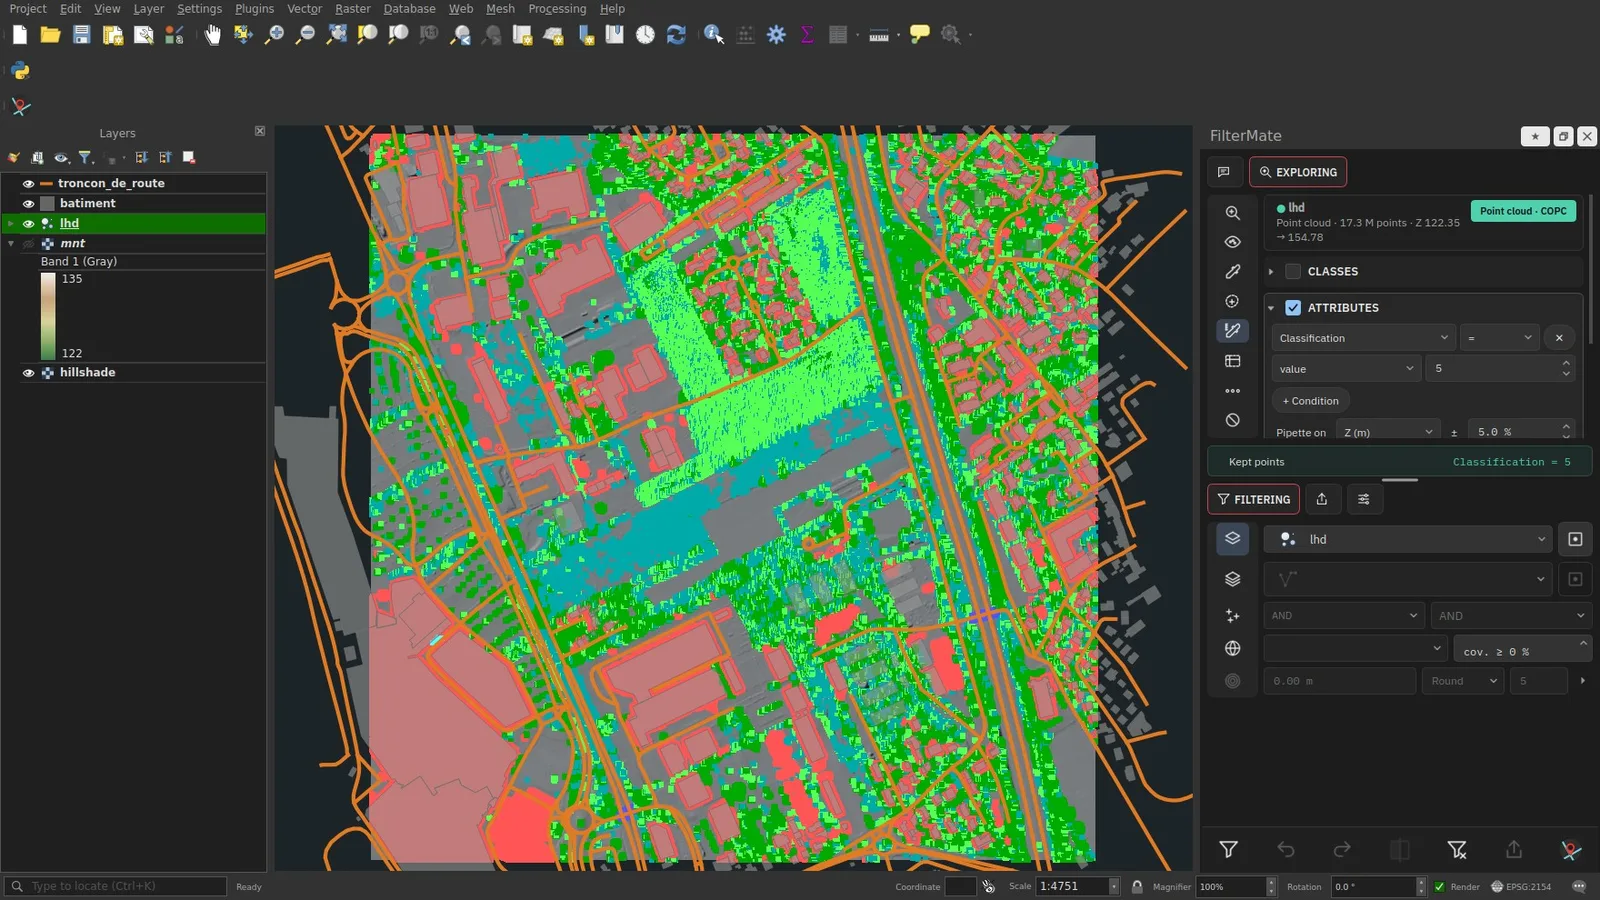 Project Edit View Layer Settings Plugins Vector Raster Database Web Mesh Processing Help
Layers
troncon_de_route
batiment
lhd
mnt
Band 1 (Gray)
135
122
hillshade
FilterMate
EXPLORING
lhd
Point cloud · 17.3 M points · Z 122.35
→ 154.78
Point cloud · COPC
CLASSES
ATTRIBUTES
Classification =
value 5
+ Condition
Pipette on Z (m) ± 5.0 %
Kept points Classification = 5
FILTERING
lhd
AND AND
cov. ≥ 0 %
0.00 m Round 5
Type to locate (Ctrl+K) Ready Coordinate Scale 1:4751 Magnifier 100% Rotation 0.0 ° Render EPSG:2154